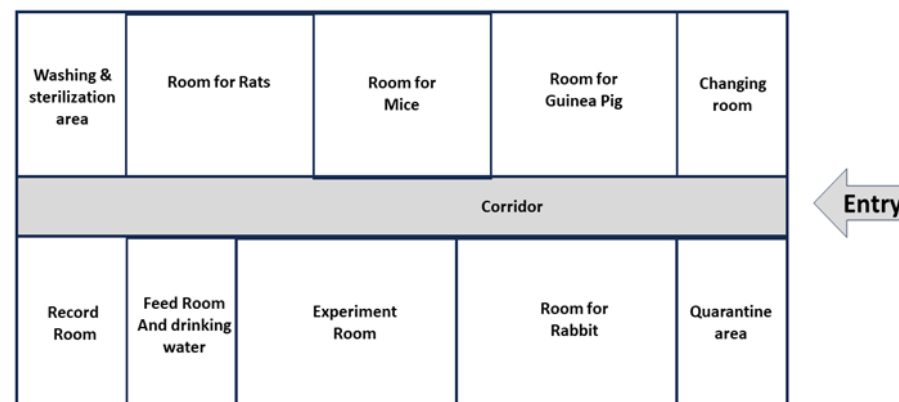 Washing &
sterilization
area
Room for Rats
Room for
Mice
Room for
Guinea Pig
Changing
room
Corridor
Entry
Record
Room
Feed Room
And drinking
water
Experiment
Room
Room for
Rabbit
Quarantine
area